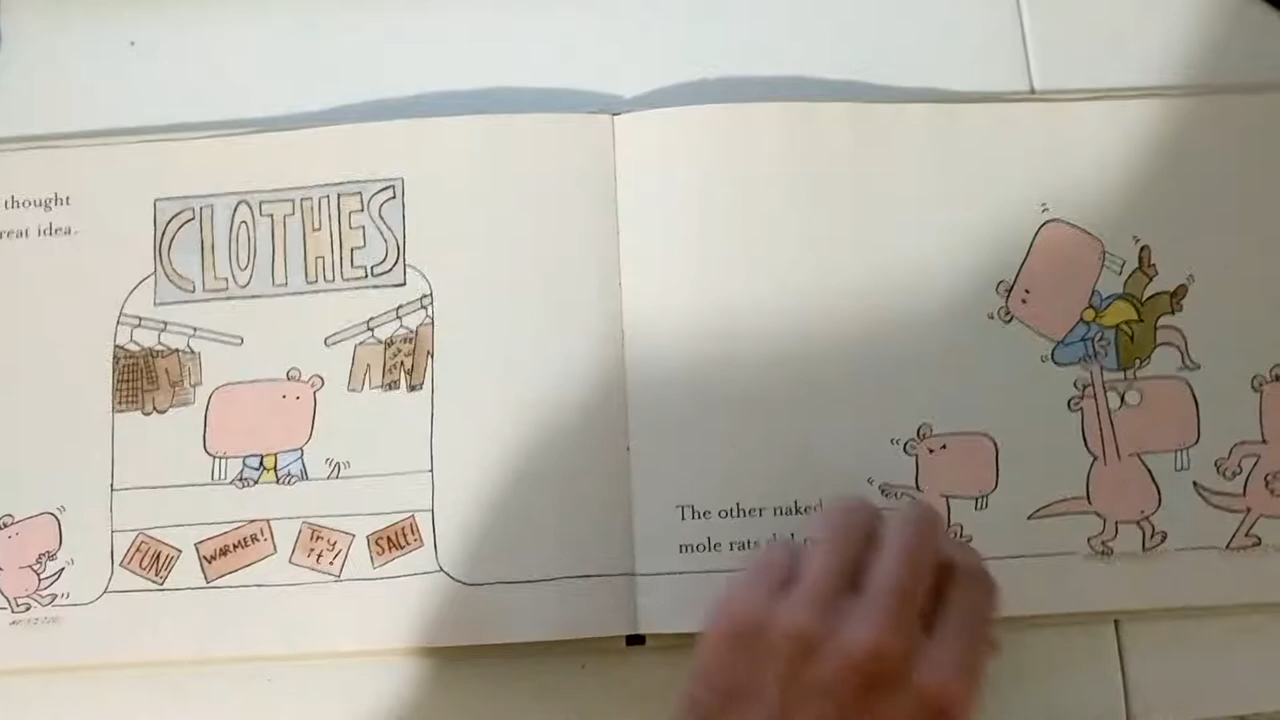 thought
reat idea.
CLOTHES
FUN!
WARMER!
Try it!
SALE!
The other naked
mole rats